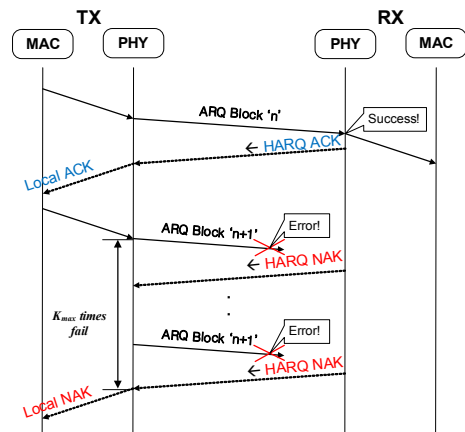 TX
RX
MAC
PHY
PHY
MAC
ARQ Block 'n'
Success!
← HARQ ACK
Local ACK
ARQ Block 'n+1'
Error!
← HARQ NAK
K_max times
fail
.
.
ARQ Block 'n+1'
Error!
← HARQ NAK
Local NAK